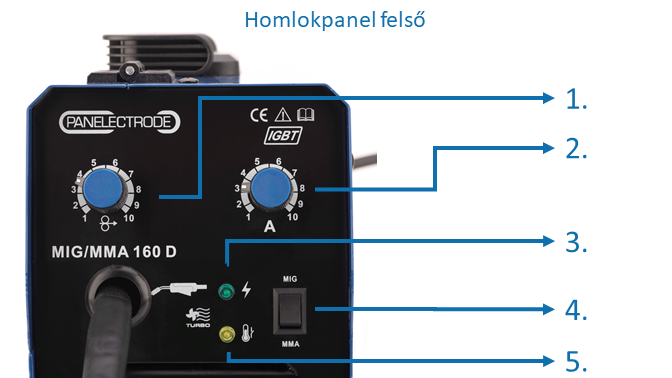 Homlokpanel felső
1.
PANELECTRODE
CE
IGBT
2.
1 2 3 4 5 6 7 8 9 10
1 2 3 4 5 6 7 8 9 10
A
MIG/MMA 160 D
3.
MIG
4.
TURBO
MMA
5.